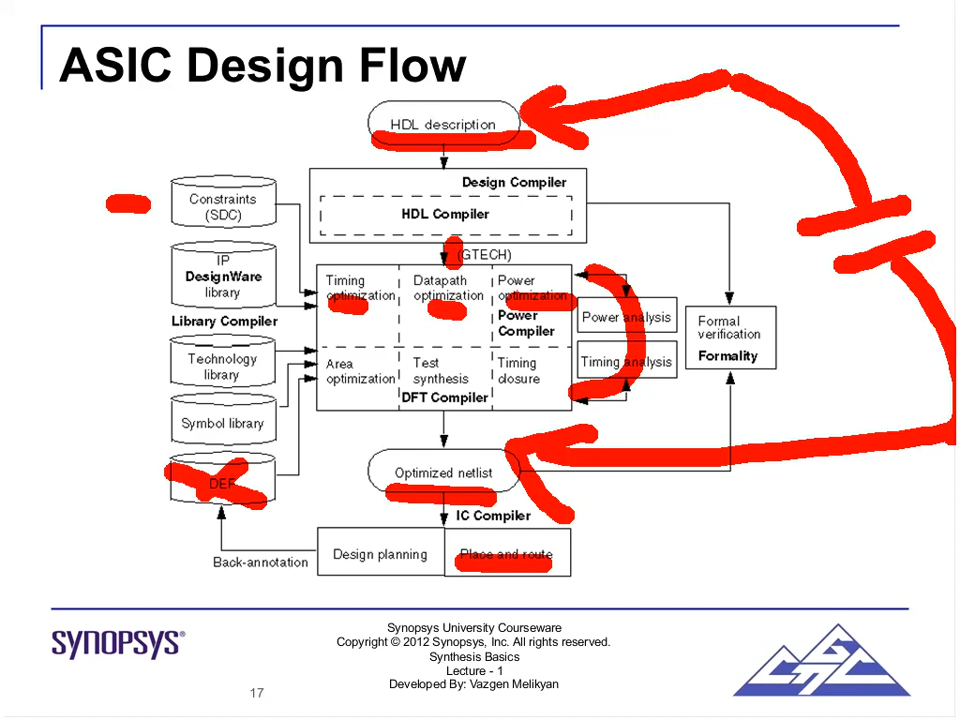 ASIC Design Flow
HDL description
Design Compiler
HDL Compiler
Constraints
(SDC)
(GTECH)
IP
DesignWare
library
Library Compiler
Timing
optimization
Datapath
optimization
Power
optimization
Power
Compiler
Power analysis
Timing analysis
Formal
verification
Formality
Technology
library
Area
optimization
Test
synthesis
DFT Compiler
Timing
closure
Symbol library
DEF
Optimized netlist
IC Compiler
Back-annotation
Design planning
Place and route
SYNOPSYS®
Synopsys University Courseware
Copyright © 2012 Synopsys, Inc. All rights reserved.
Synthesis Basics
Lecture - 1
Developed By: Vazgen Melikyan
17